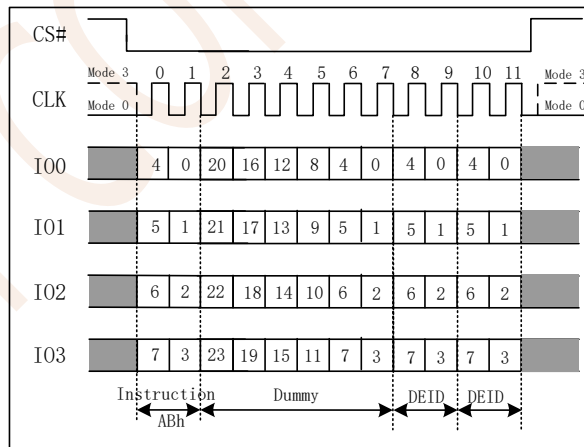 CS#
Mode 3 0 1 2 3 4 5 6 7 8 9 10 11 Mode 3
CLK
Mode 0 Mode 0
IO0 4 0 20 16 12 8 4 0 4 0 4 0
IO1 5 1 21 17 13 9 5 1 5 1 5 1
IO2 6 2 22 18 14 10 6 2 6 2 6 2
IO3 7 3 23 19 15 11 7 3 7 3 7 3
Instruction Dummy DEID DEID
ABh